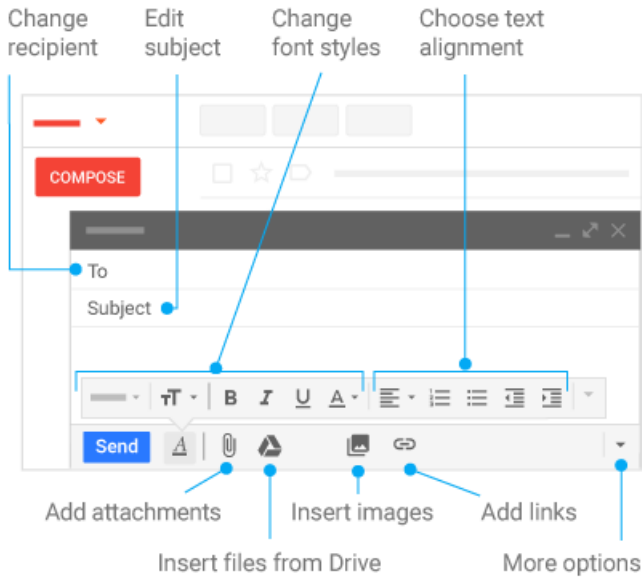 Change recipient
Edit subject
Change font styles
Choose text alignment
COMPOSE
To
Subject
B I U A
Send A
Add attachments
Insert images
Add links
Insert files from Drive
More options